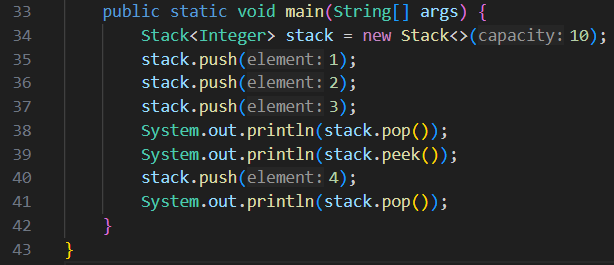 33 public static void main(String[] args) {
34 Stack<Integer> stack = new Stack<>(capacity: 10);
35 stack.push(element: 1);
36 stack.push(element: 2);
37 stack.push(element: 3);
38 System.out.println(stack.pop());
39 System.out.println(stack.peek());
40 stack.push(element: 4);
41 System.out.println(stack.pop());
42 }
43 }